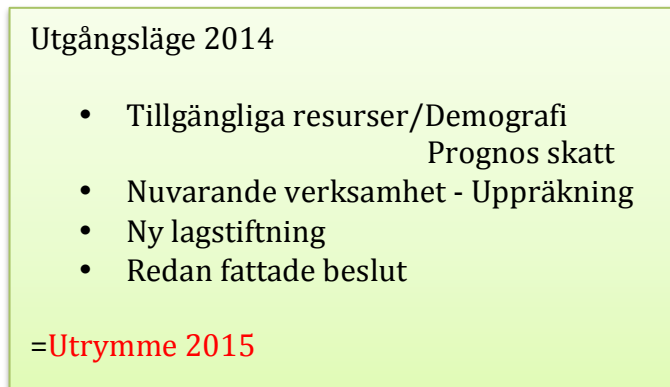 Utgångsläge 2014
• Tillgängliga resurser/Demografi
Prognos skatt
• Nuvarande verksamhet - Uppräkning
• Ny lagstiftning
• Redan fattade beslut
=Utrymme 2015